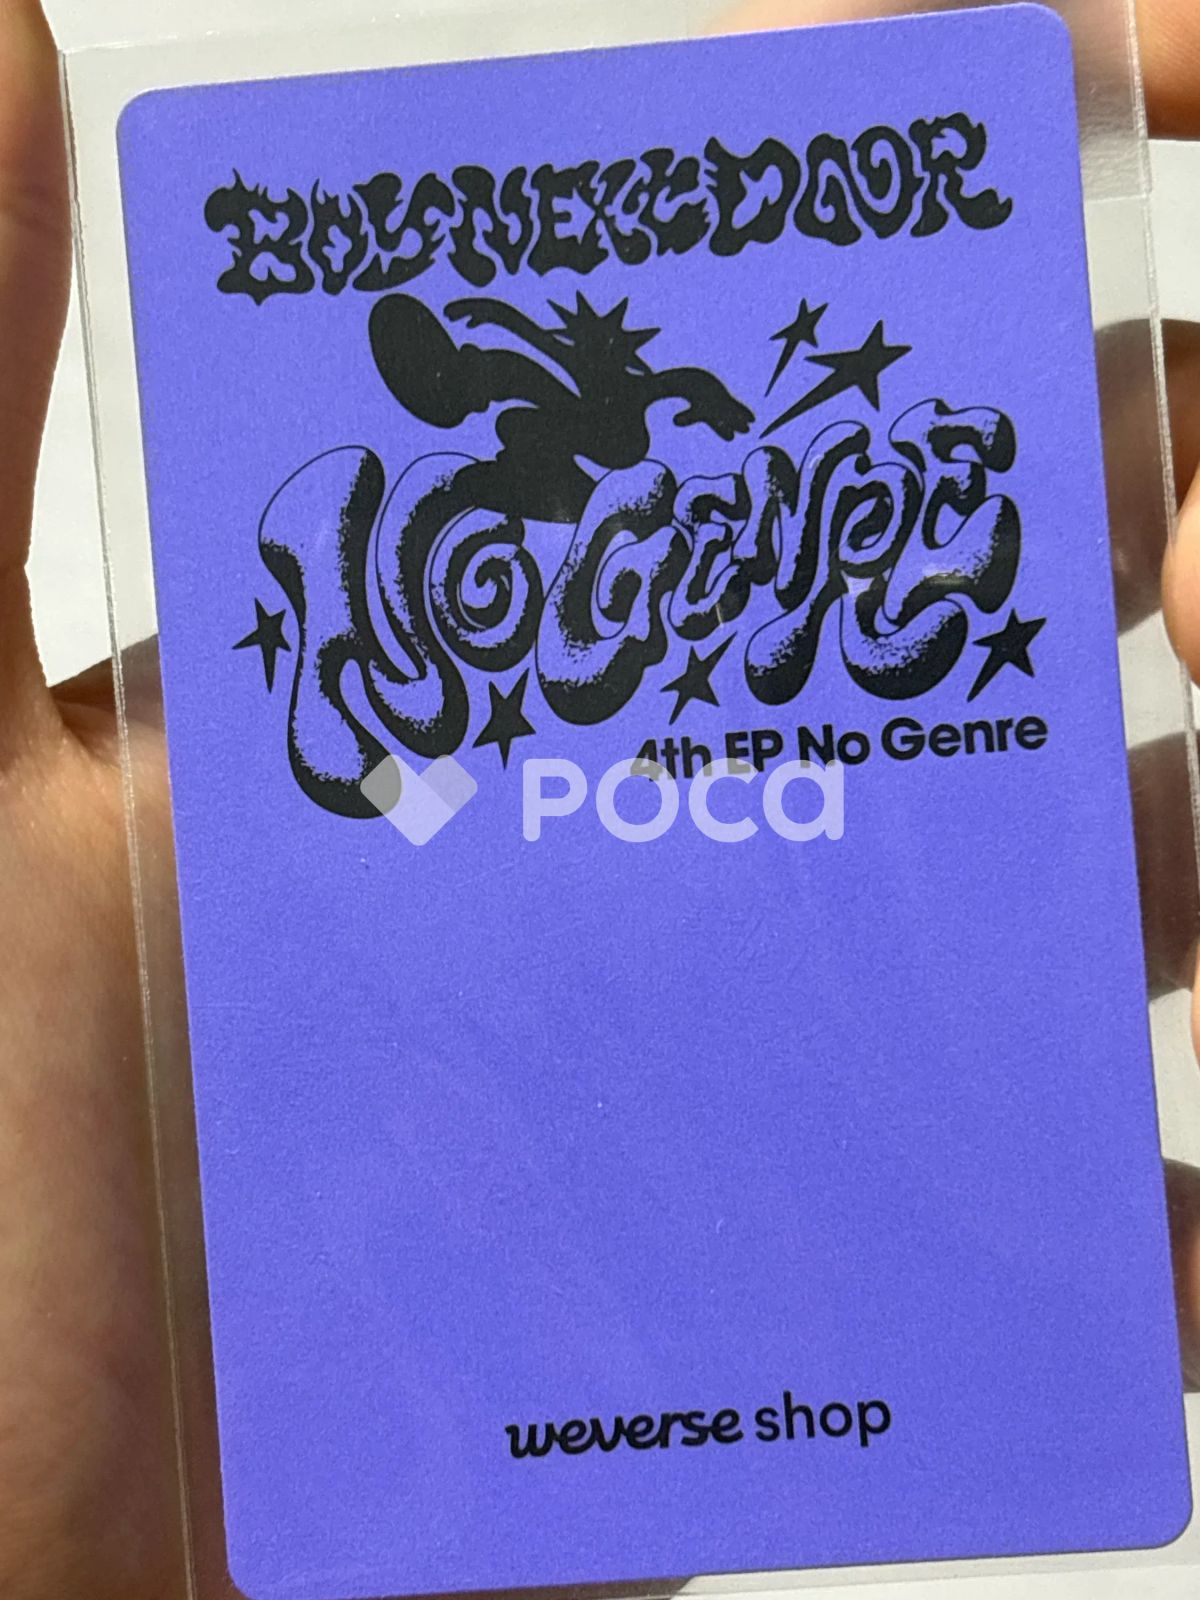 BOYNEXTDOOR
NO GENRE
4th EP No Genre
POCA
weverse shop